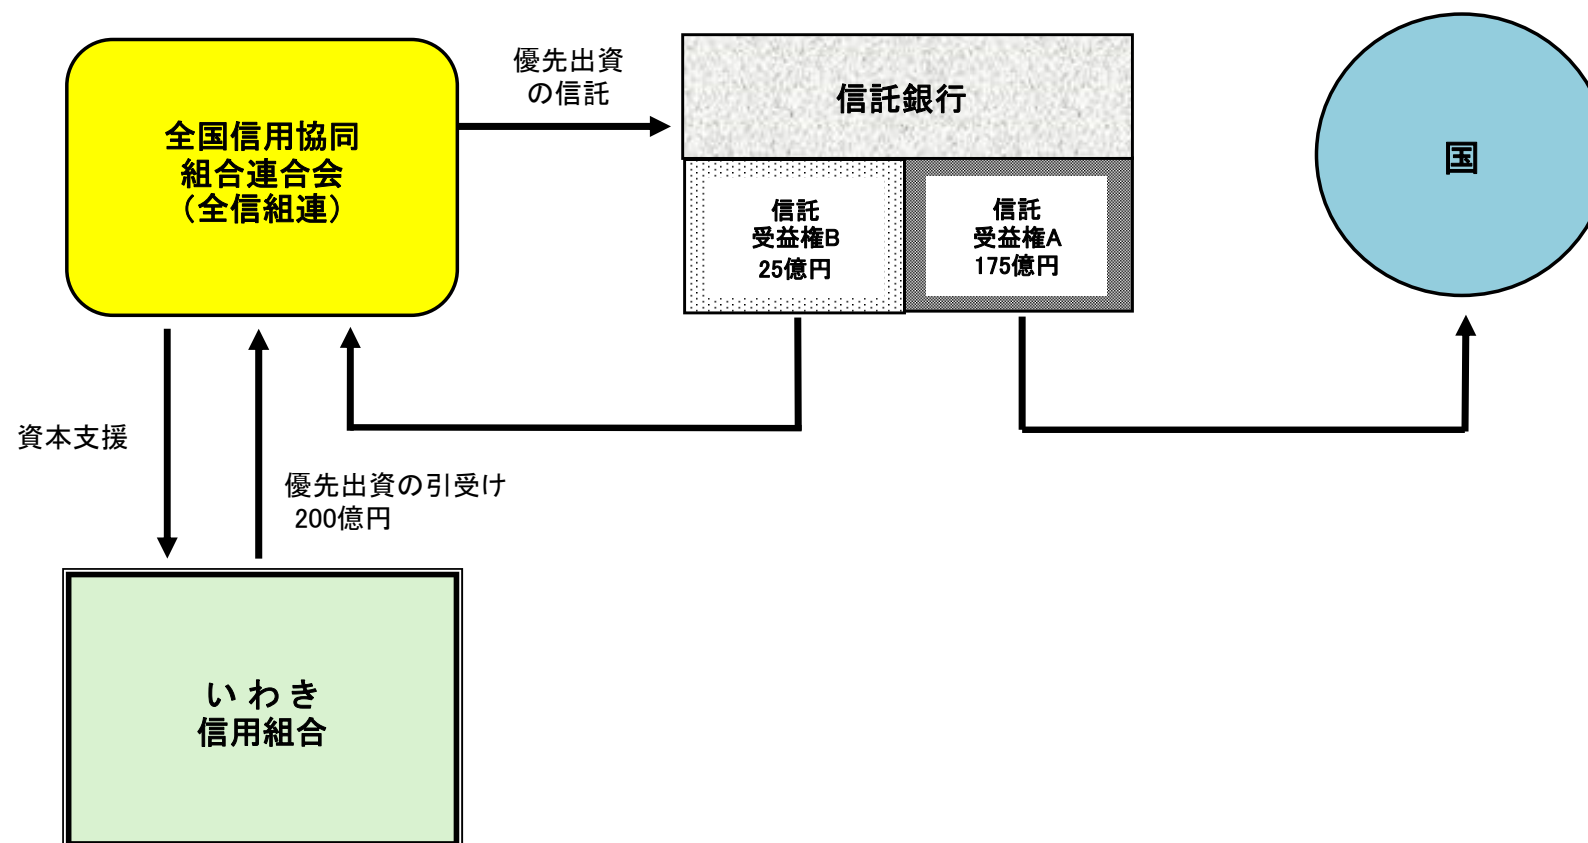 全国信用協同
組合連合会
（全信組連）
優先出資
の信託
信託銀行
信託
受益権B
25億円
信託
受益権A
175億円
国
資本支援
優先出資の引受け
200億円
いわき
信用組合